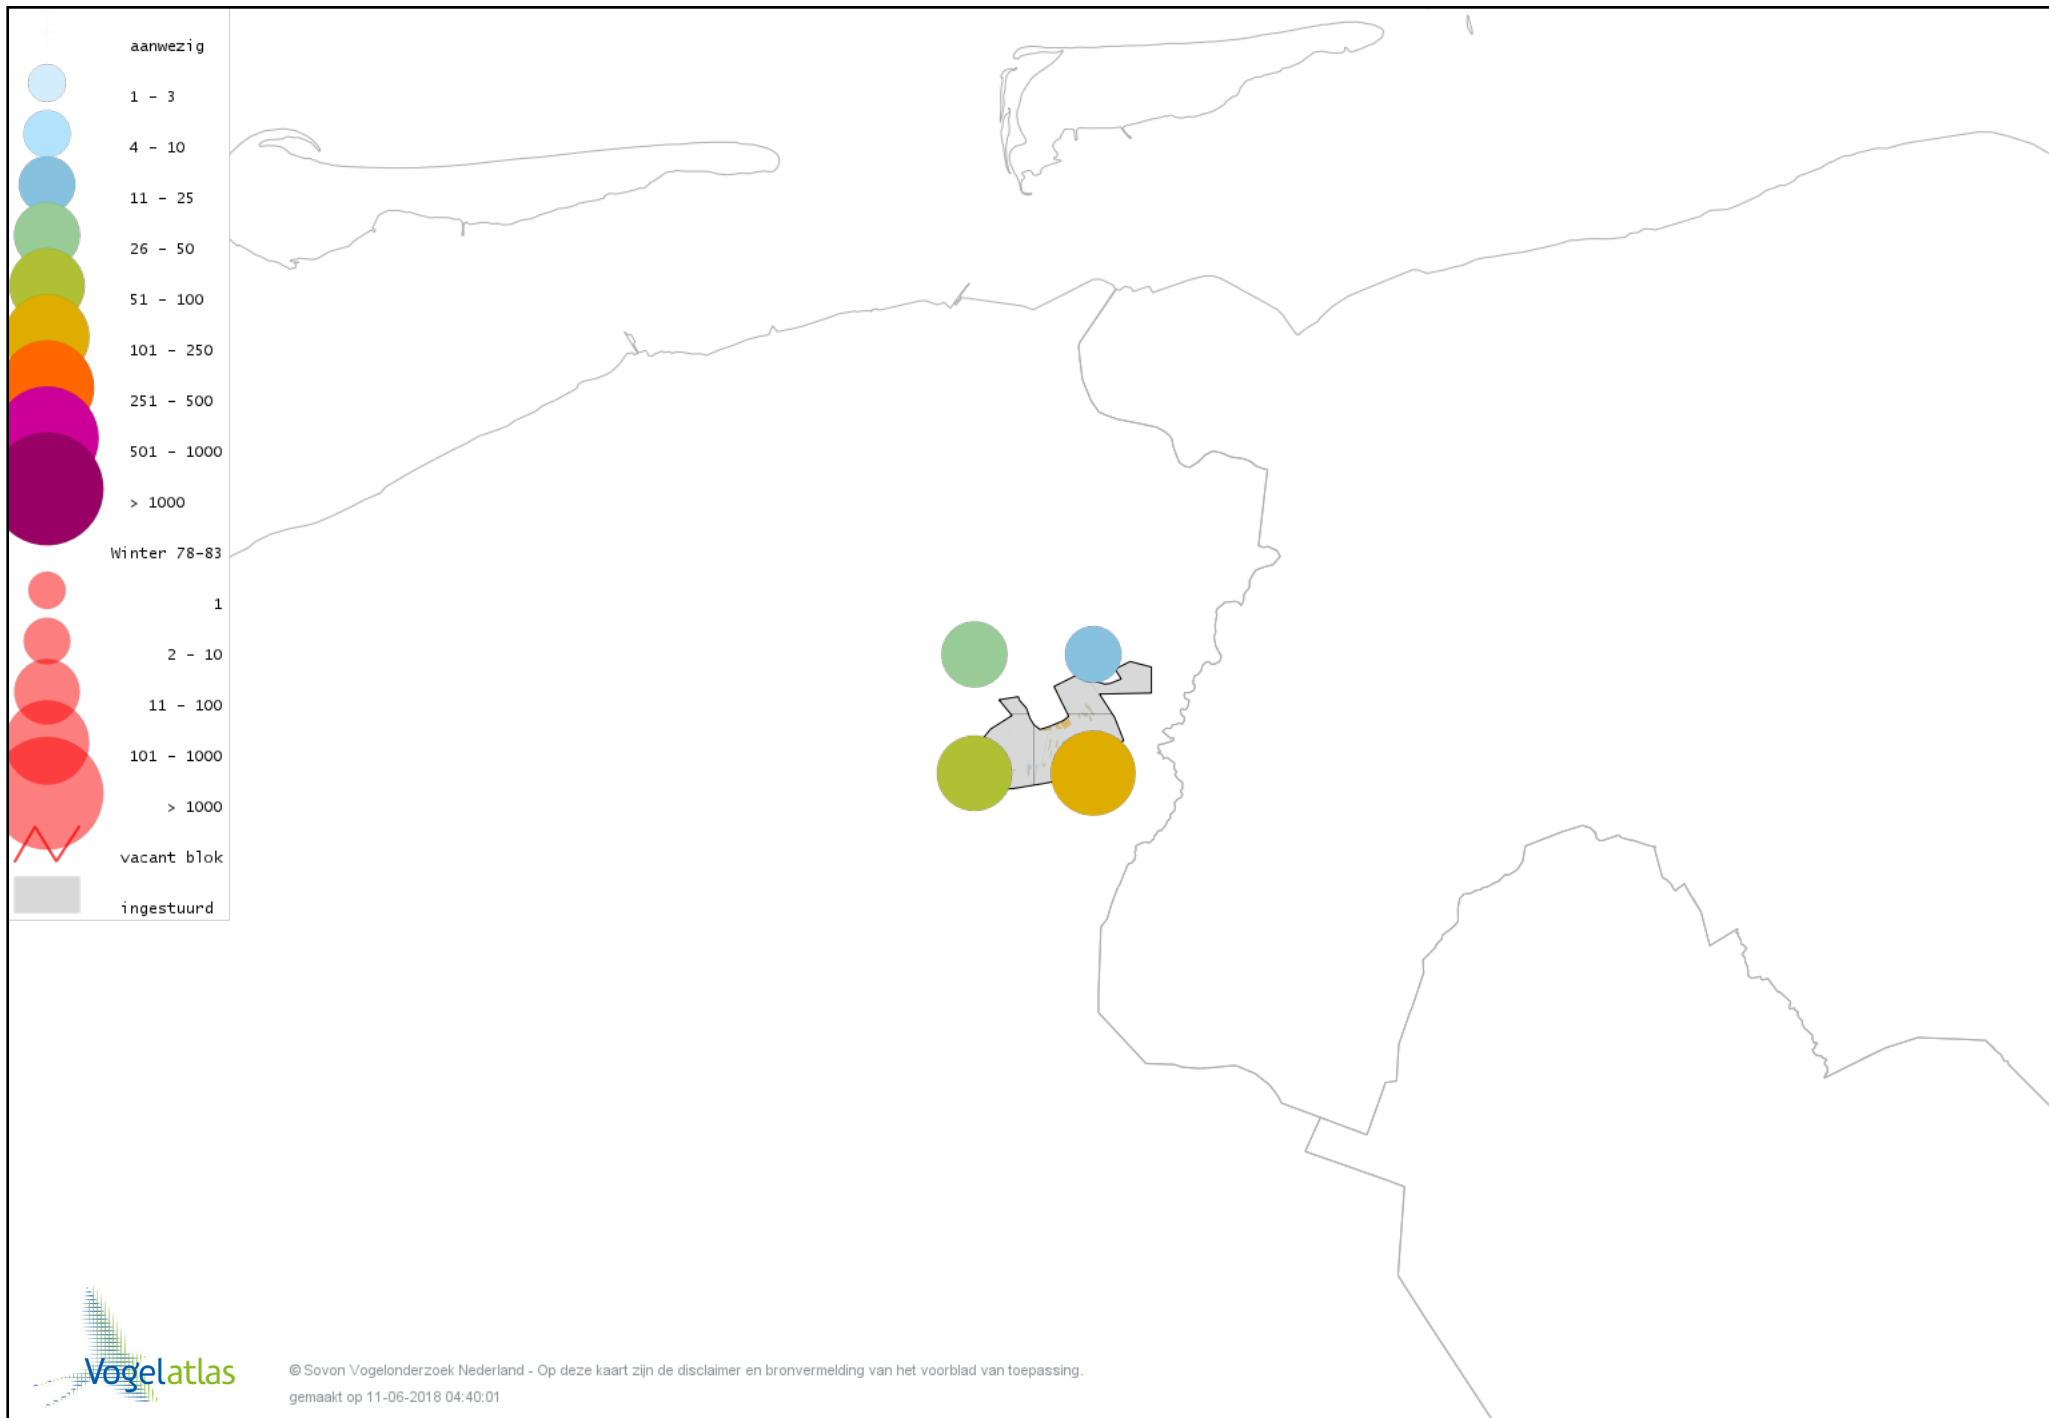 aanwezig
1 - 3
4 - 10
11 - 25
26 - 50
51 - 100
101 - 250
251 - 500
501 - 1000
> 1000
Winter 78-83
1
2 - 10
11 - 100
101 - 1000
> 1000
vacant blok
ingestuurd
Vogelatlas
© Sovon Vogelonderzoek Nederland - Op deze kaart zijn de disclaimer en bronvermelding van het voorblad van toepassing.
gemaakt op 11-06-2018 04:40:01